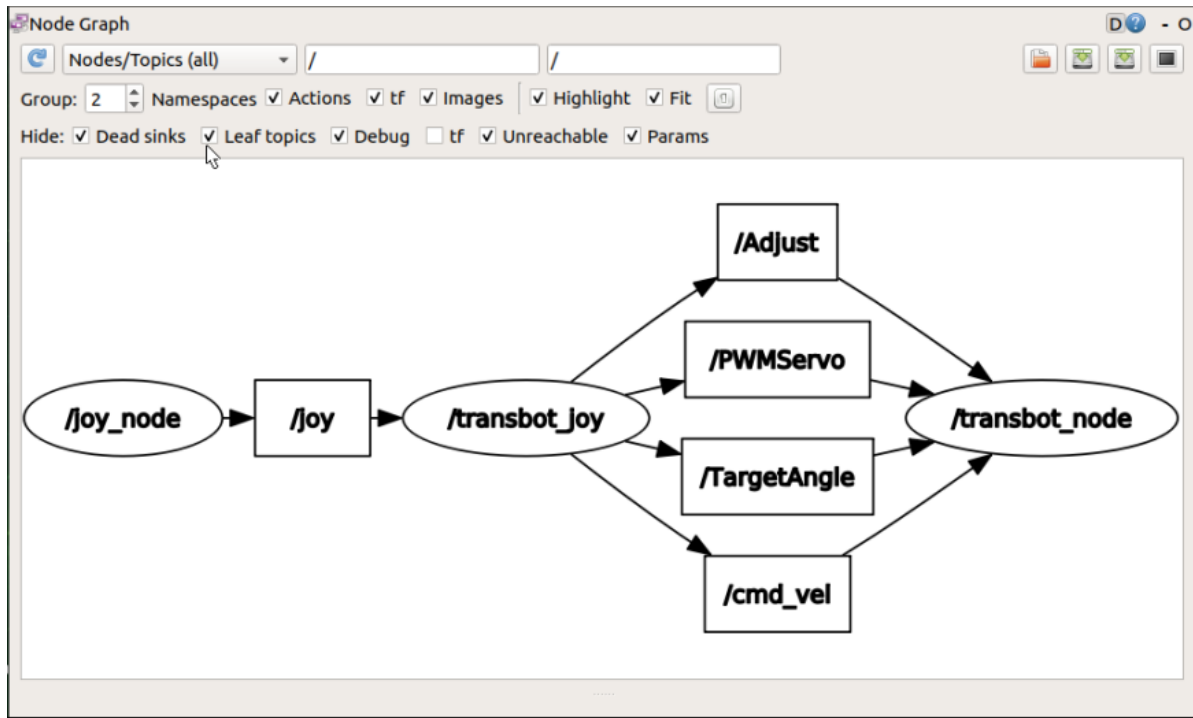 Node Graph D ? - O
Nodes/Topics (all) / /
Group: 2 Namespaces Actions tf Images Highlight Fit
Hide: Dead sinks Leaf topics Debug tf Unreachable Params
/Adjust
/PWMServo
/joy_node /joy /transbot_joy /transbot_node
/TargetAngle
/cmd_vel